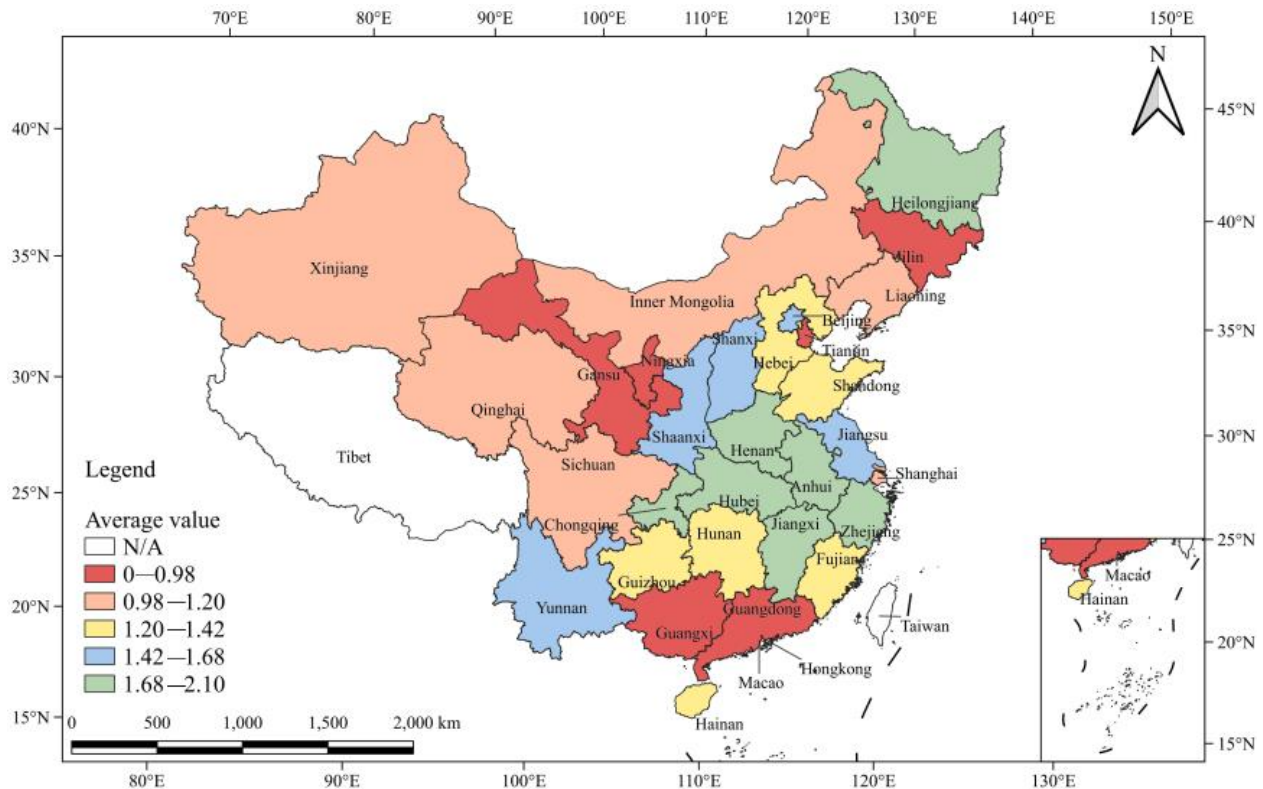 70°E 80°E 90°E 100°E 110°E 120°E 130°E 140°E 150°E
N
45°N
40°N
Heilongjiang
40°N
35°N
Jilin
Xinjiang
Liaoning
Inner Mongolia
Beijing
35°N
Shanxi
Tianjin
Ningxia
Hebei
30°N
Gansu
Shandong
Qinghai
Shaanxi
Jiangsu
30°N
Henan
Tibet
Sichuan
Shanghai
Legend
Anhui
25°N
Hubei
Chongqing
Jiangxi
Zhejiang
Average value
Hunan
25°N
N/A
Fujian
0—0.98
Guizhou
Macao
0.98—1.20
Hainan
20°N
Yunnan
Guangdong
1.20—1.42
Guangxi
Taiwan
20°N
1.42—1.68
Hongkong
1.68—2.10
Macao
15°N
0 500 1,000 1,500 2,000 km
Hainan
15°N
80°E 90°E 100°E 110°E 120°E 130°E